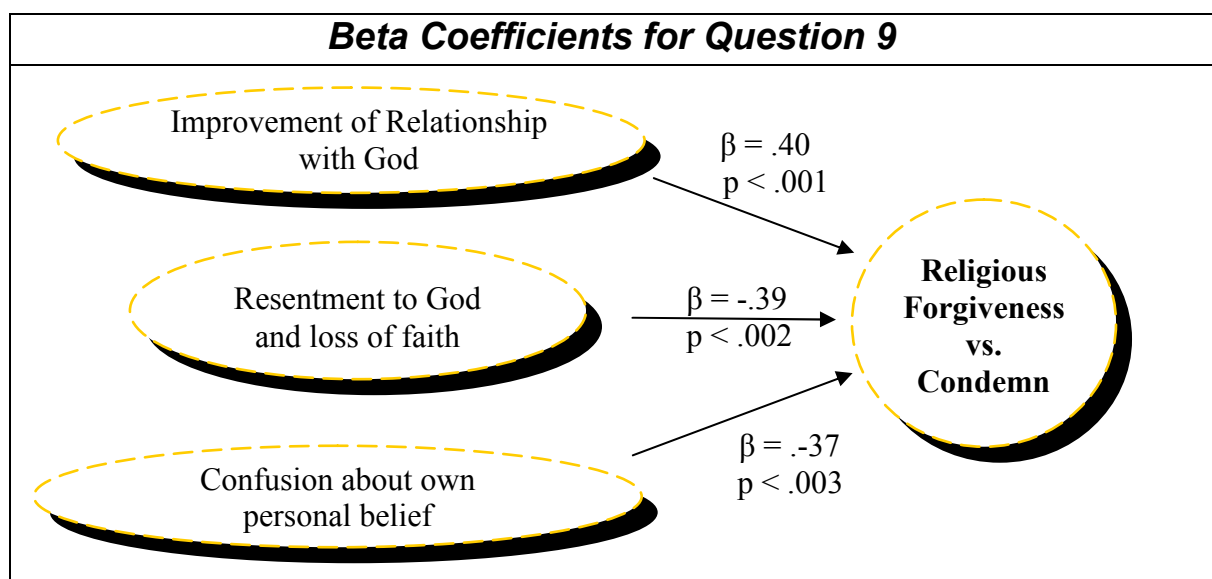 Beta Coefficients for Question 9
Improvement of Relationship
with God
β = .40
p < .001
Resentment to God
and loss of faith
β = -.39
p < .002
Confusion about own
personal belief
β = .-37
p < .003
Religious
Forgiveness
vs.
Condemn